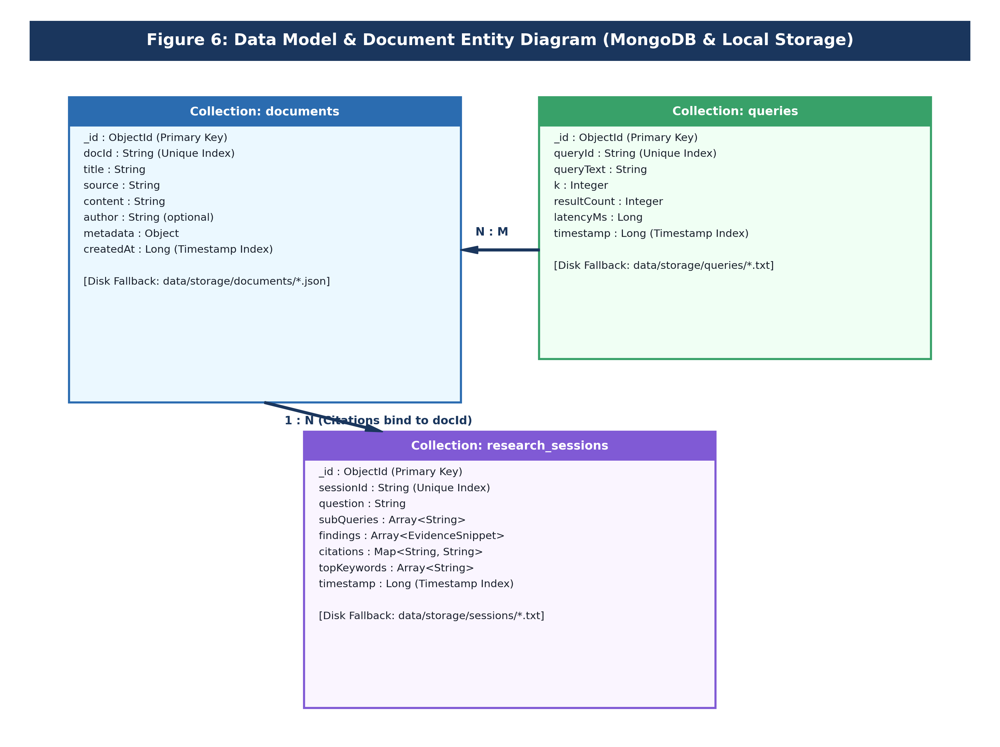 Figure 6: Data Model & Document Entity Diagram (MongoDB & Local Storage)
Collection: documents
_id : ObjectId (Primary Key)
docId : String (Unique Index)
title : String
source : String
content : String
author : String (optional)
metadata : Object
createdAt : Long (Timestamp Index)
[Disk Fallback: data/storage/documents/*.json]
N : M
Collection: queries
_id : ObjectId (Primary Key)
queryId : String (Unique Index)
queryText : String
k : Integer
resultCount : Integer
latencyMs : Long
timestamp : Long (Timestamp Index)
[Disk Fallback: data/storage/queries/*.txt]
1 : N (Citations bind to docId)
Collection: research_sessions
_id : ObjectId (Primary Key)
sessionId : String (Unique Index)
question : String
subQueries : Array<String>
findings : Array<EvidenceSnippet>
citations : Map<String, String>
topKeywords : Array<String>
timestamp : Long (Timestamp Index)
[Disk Fallback: data/storage/sessions/*.txt]